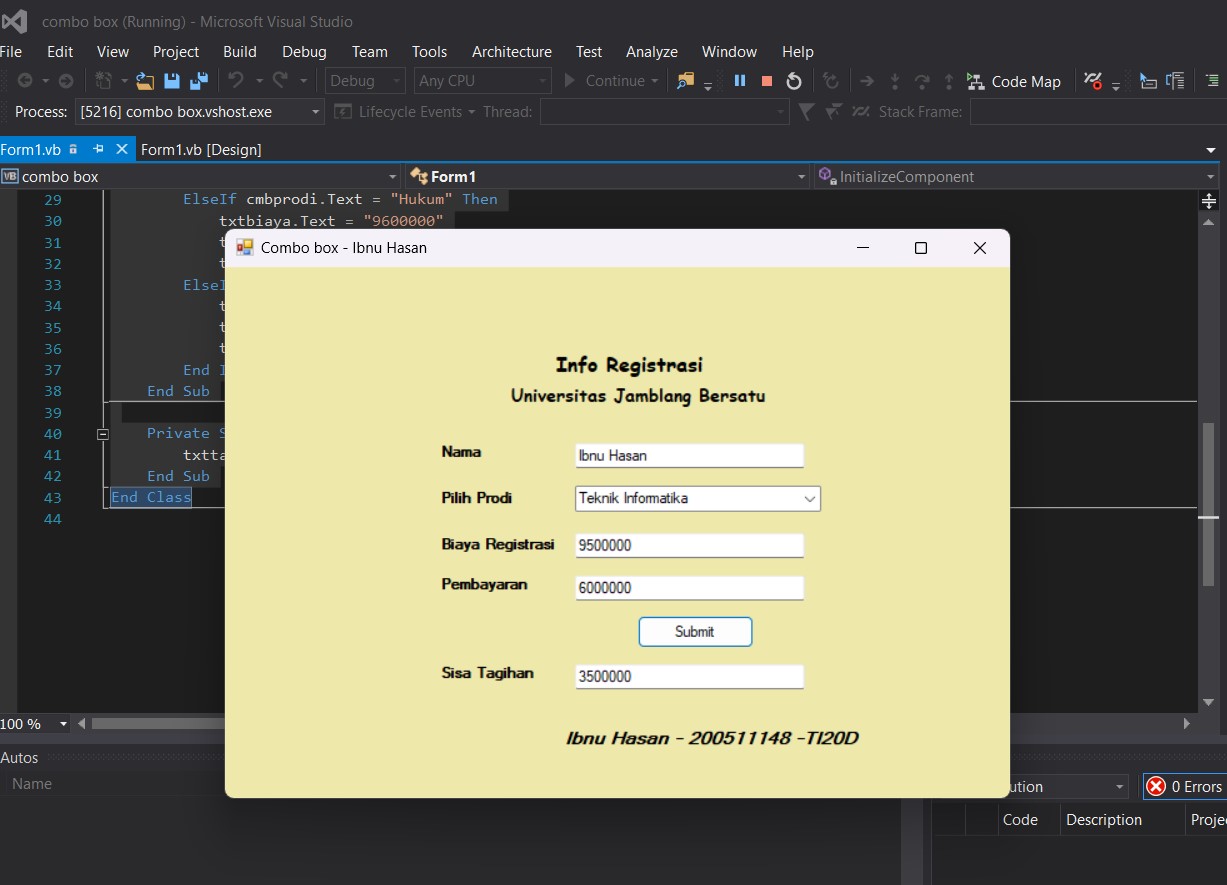 combo box (Running) - Microsoft Visual Studio
File Edit View Project Build Debug Team Tools Architecture Test Analyze Window Help
Debug Any CPU Continue Code Map
Process: [5216] combo box.vshost.exe Lifecycle Events Thread: Stack Frame:
Form1.vb Form1.vb [Design]
VB combo box Form1 InitializeComponent
29 ElseIf cmbprodi.Text = "Hukum" Then
30 txtbiaya.Text = "9600000"
31 t
32 t
33 ElseI
34 t
35 t
36 t
37 End I
38 End Sub
39
40 Private S
41 txtta
42 End Sub
43 End Class
44
Combo box - Ibnu Hasan
Info Registrasi
Universitas Jamblang Bersatu
Nama Ibnu Hasan
Pilih Prodi Teknik Informatika
Biaya Registrasi 9500000
Pembayaran 6000000
Submit
Sisa Tagihan 3500000
Ibnu Hasan - 200511148 -TI20D
100 %
Autos
Name
ution 0 Errors
Code Description Projec